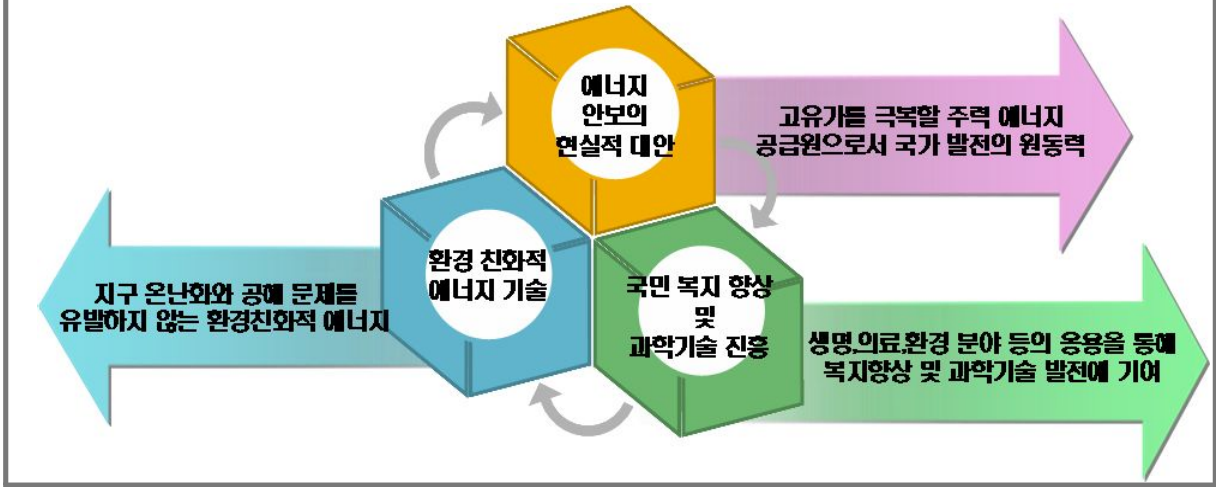 에너지
안보의
현실적 대안
고유가를 극복할 주력 에너지
공급원으로서 국가 발전의 원동력
환경 친화적
에너지 기술
지구 온난화와 공해 문제를
유발하지 않는 환경친화적 에너지
국민 복지 향상
및
과학기술 진흥
생명,의료,환경 분야 등의 응용을 통해
복지향상 및 과학기술 발전에 기여